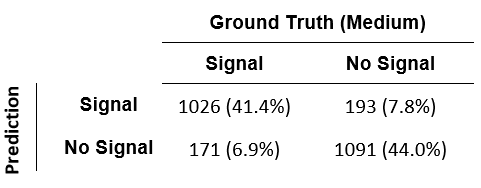 Ground Truth (Medium)
Signal No Signal
Prediction
Signal 1026 (41.4%) 193 (7.8%)
No Signal 171 (6.9%) 1091 (44.0%)